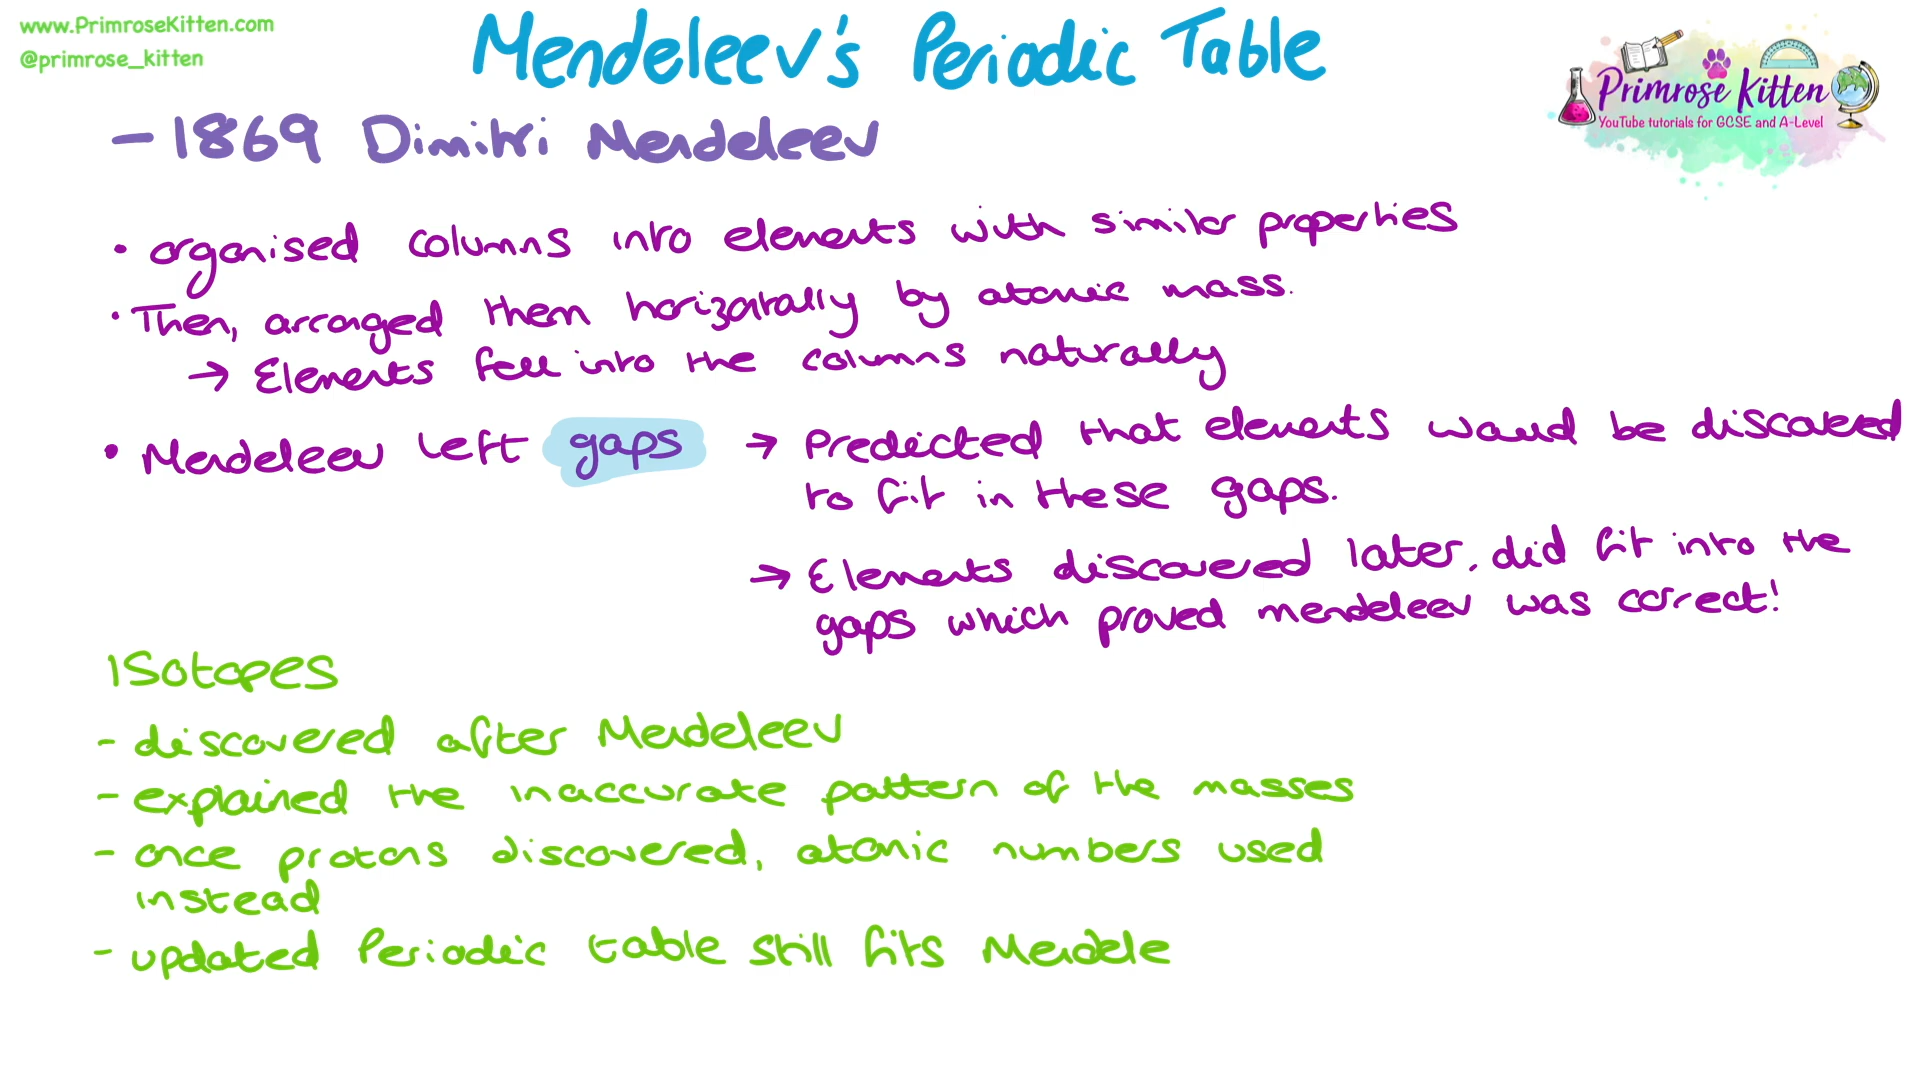 www.PrimroseKitten.com
@primrose_kitten
Mendeleev's Periodic Table
Primrose Kitten
YouTube tutorials for GCSE and A-Level
- 1869 Dimitri Mendeleev
• organised columns into elements with similar properties
• Then, arranged them horizontally by atomic mass.
→ Elements fell into the columns naturally
• Mendeleev left gaps → Predicted that elements would be discovered
to fit in these gaps.
→ Elements discovered later, did fit into the
gaps which proved mendeleev was correct!
Isotopes
- discovered after Mendeleev
- explained the inaccurate pattern of the masses
- once protons discovered, atomic numbers used
instead
- updated Periodic table still fits Mendele